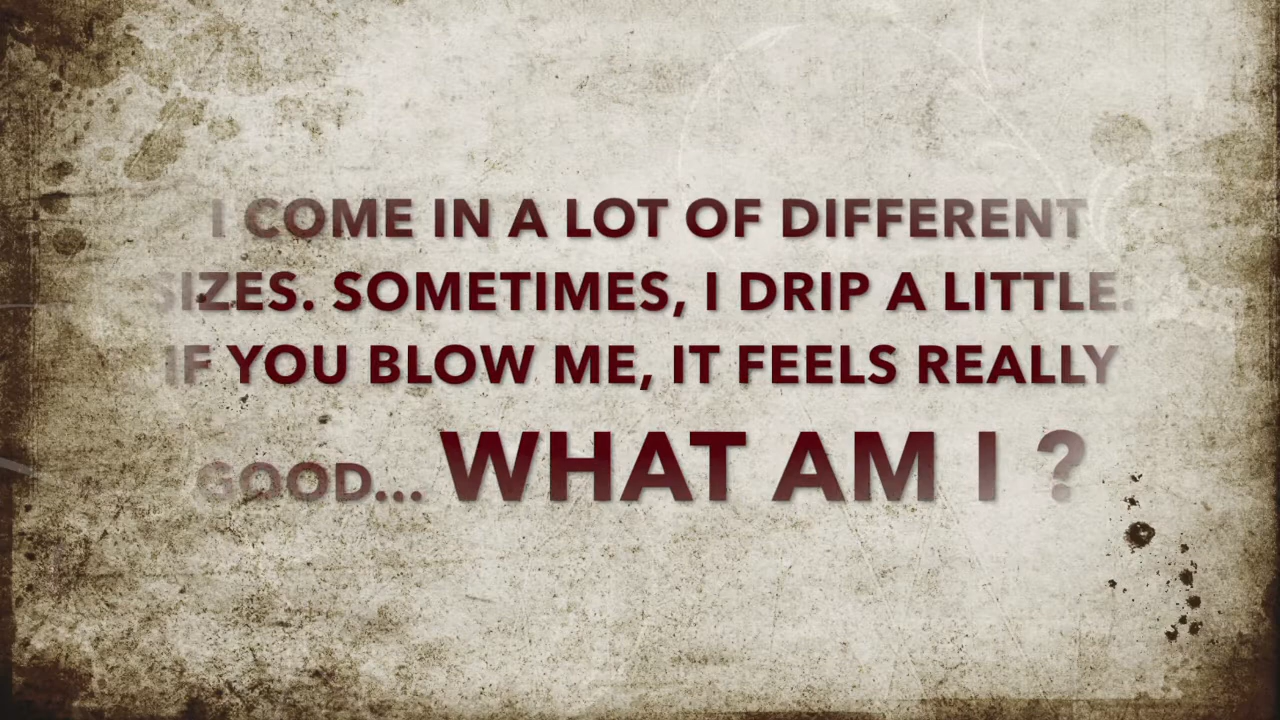 I COME IN A LOT OF DIFFERENT
SIZES. SOMETIMES, I DRIP A LITTLE.
IF YOU BLOW ME, IT FEELS REALLY
GOOD... WHAT AM I ?